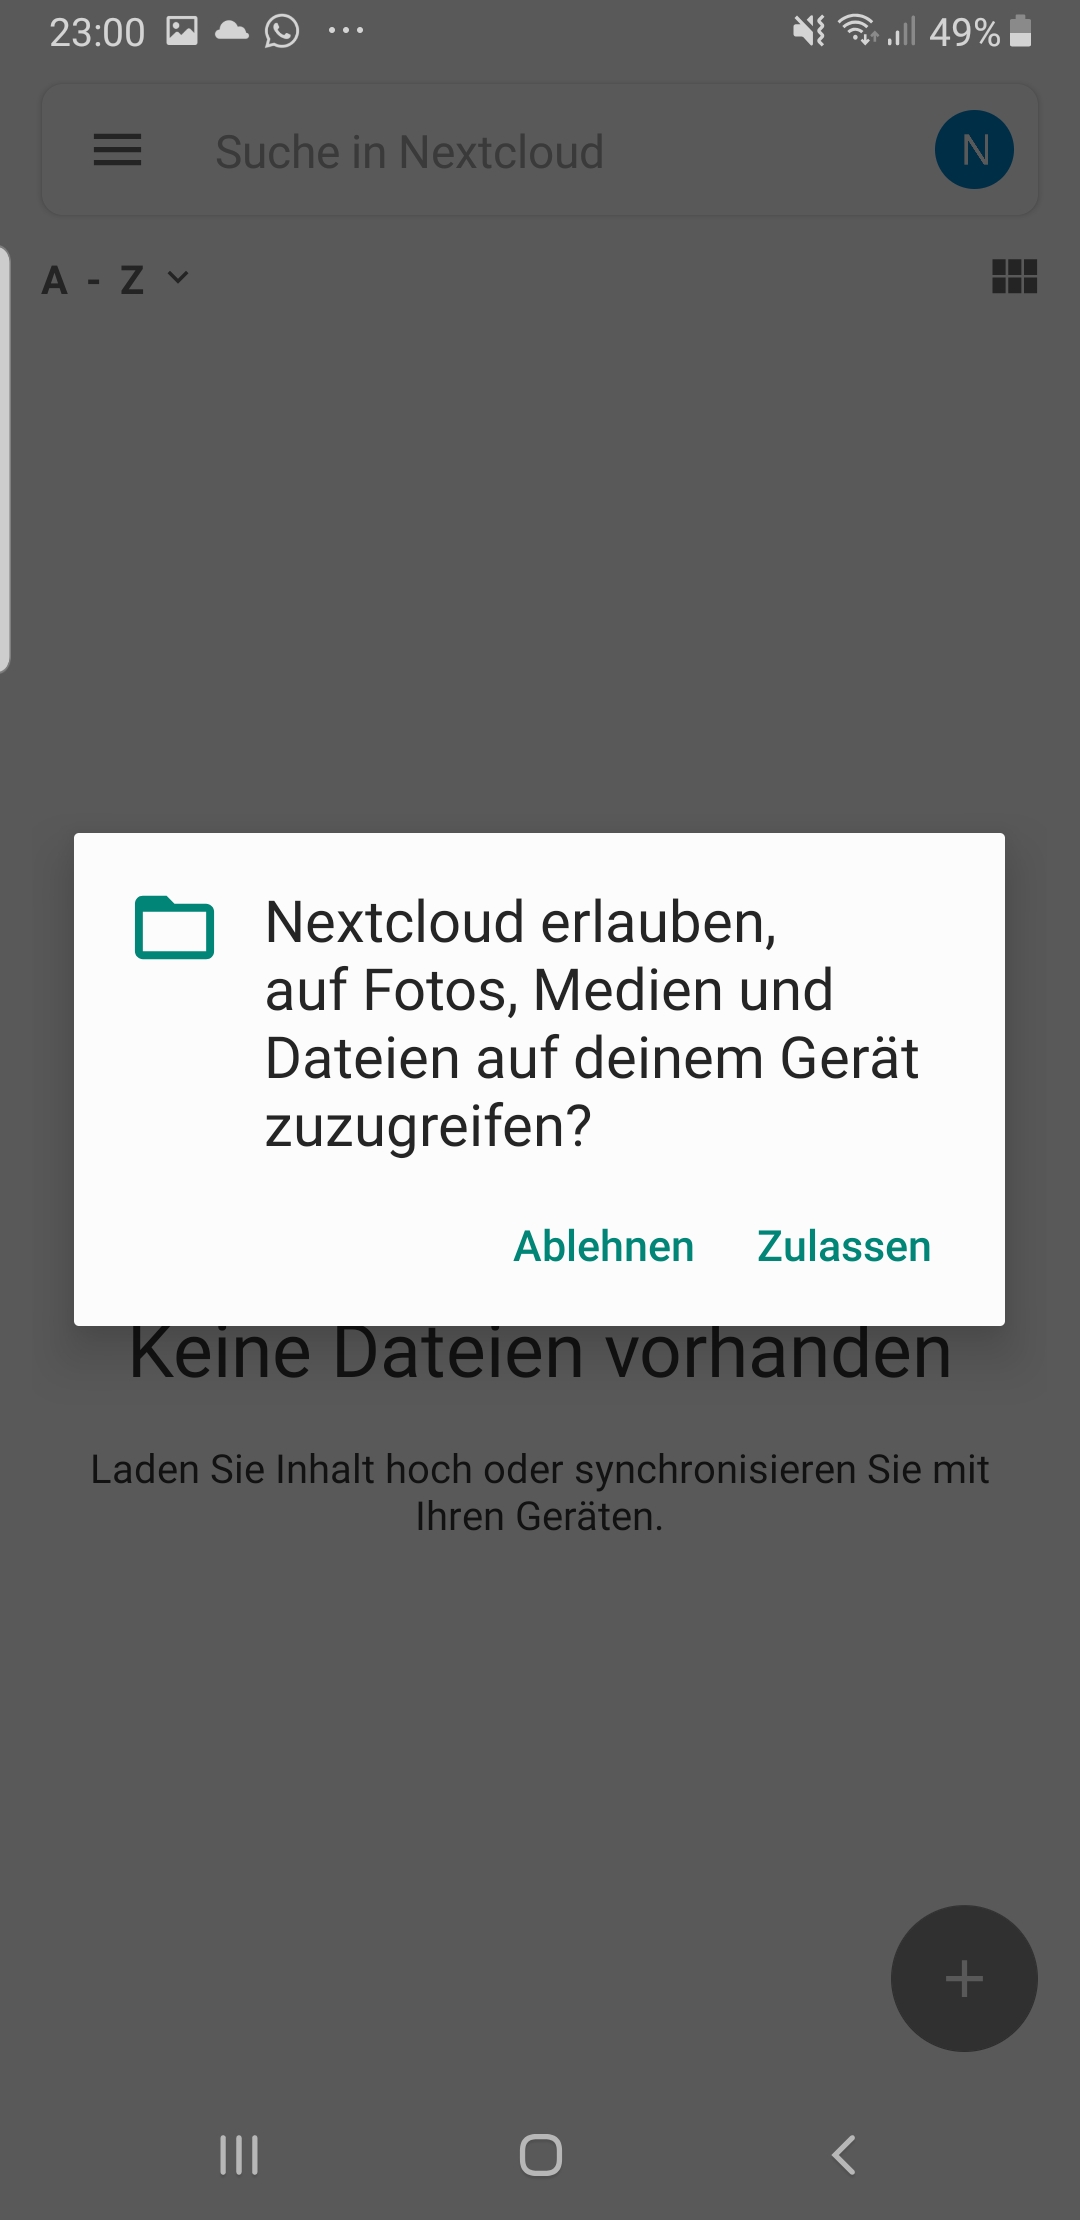 23:00 49%
Suche in Nextcloud N
A - Z
Nextcloud erlauben,
auf Fotos, Medien und
Dateien auf deinem Gerät
zuzugreifen?
Ablehnen Zulassen
Keine Dateien vorhanden
Laden Sie Inhalt hoch oder synchronisieren Sie mit
Ihren Geräten.